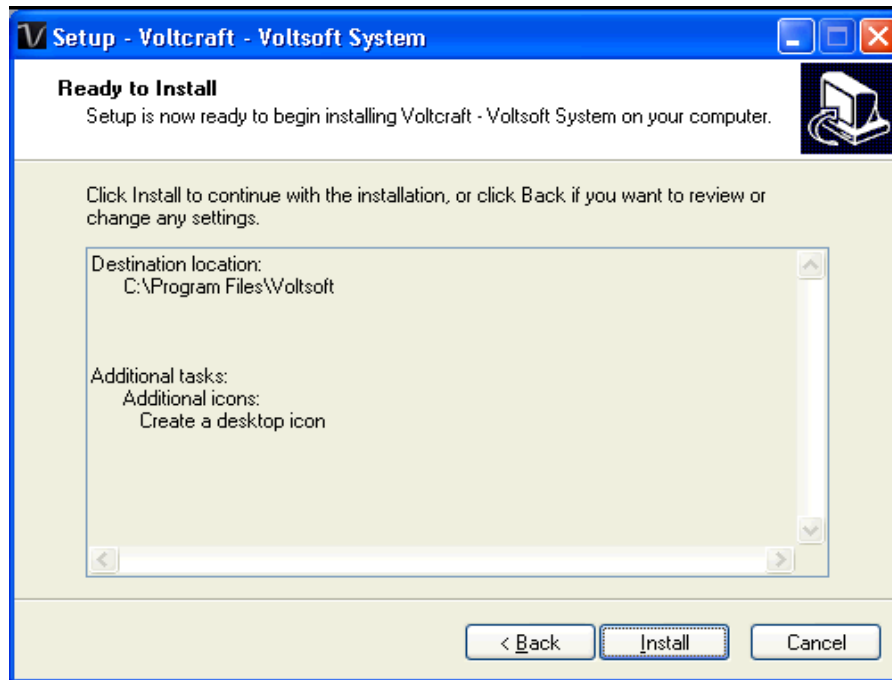 Setup - Voltcraft - Voltsoft System
Ready to Install
Setup is now ready to begin installing Voltcraft - Voltsoft System on your computer.
Click Install to continue with the installation, or click Back if you want to review or
change any settings.
Destination location:
C:\Program Files\Voltsoft
Additional tasks:
Additional icons:
Create a desktop icon
< Back
Install
Cancel